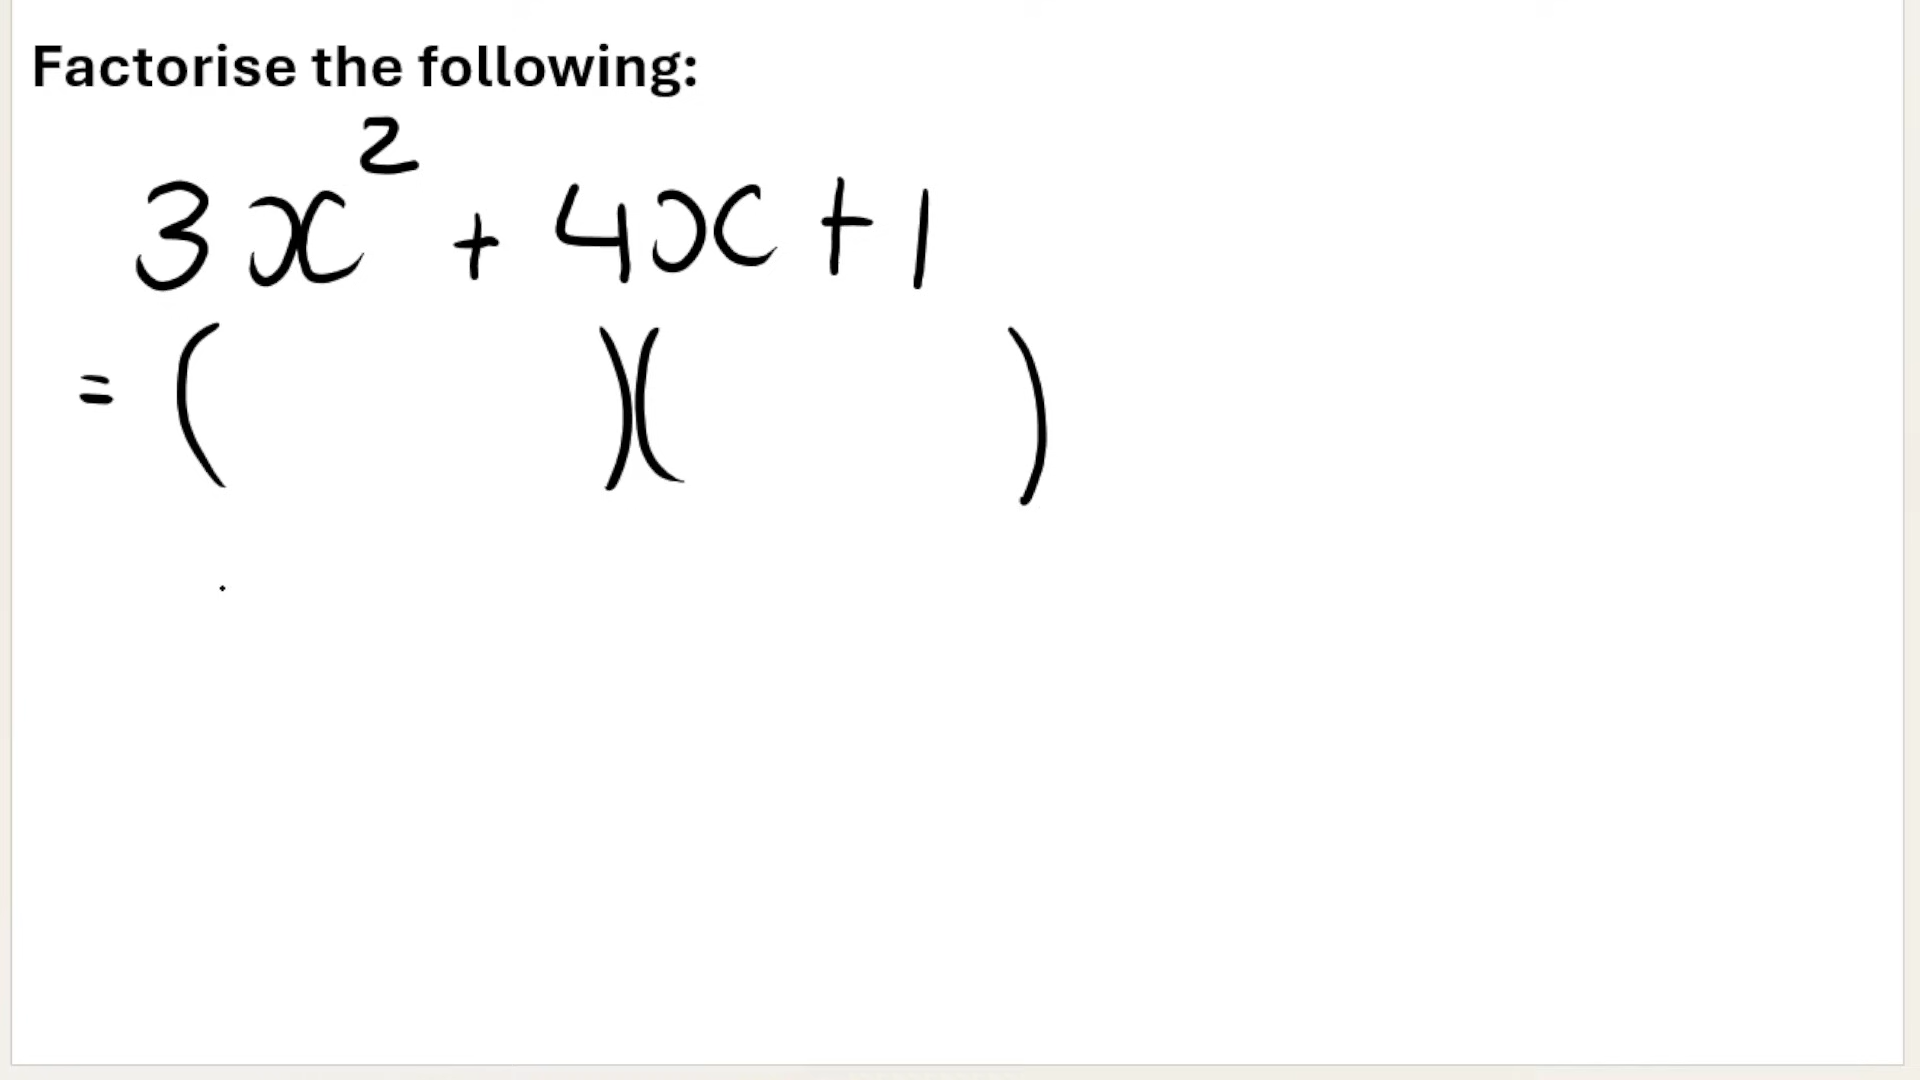 Factorise the following:
3x² + 4x + 1
= (          )(          )